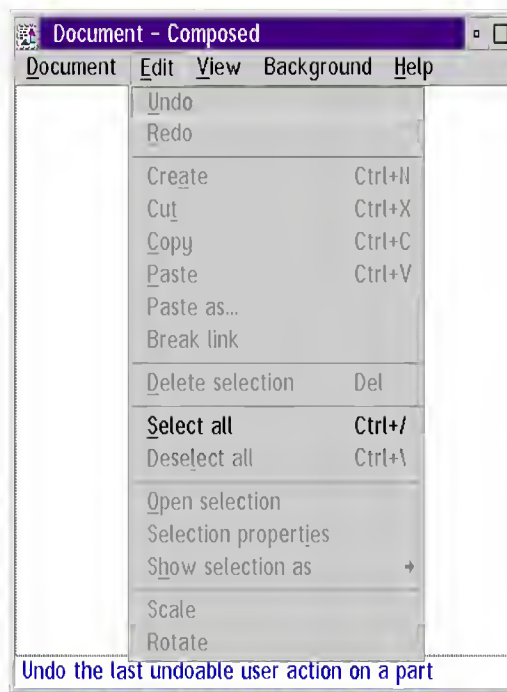 Document - Composed
Document Edit View Background Help
Undo
Redo
Create Ctrl+N
Cut Ctrl+X
Copy Ctrl+C
Paste Ctrl+V
Paste as...
Break link
Delete selection Del
Select all Ctrl+/
Deselect all Ctrl+\
Open selection
Selection properties
Show selection as
Scale
Rotate
Undo the last undoable user action on a part